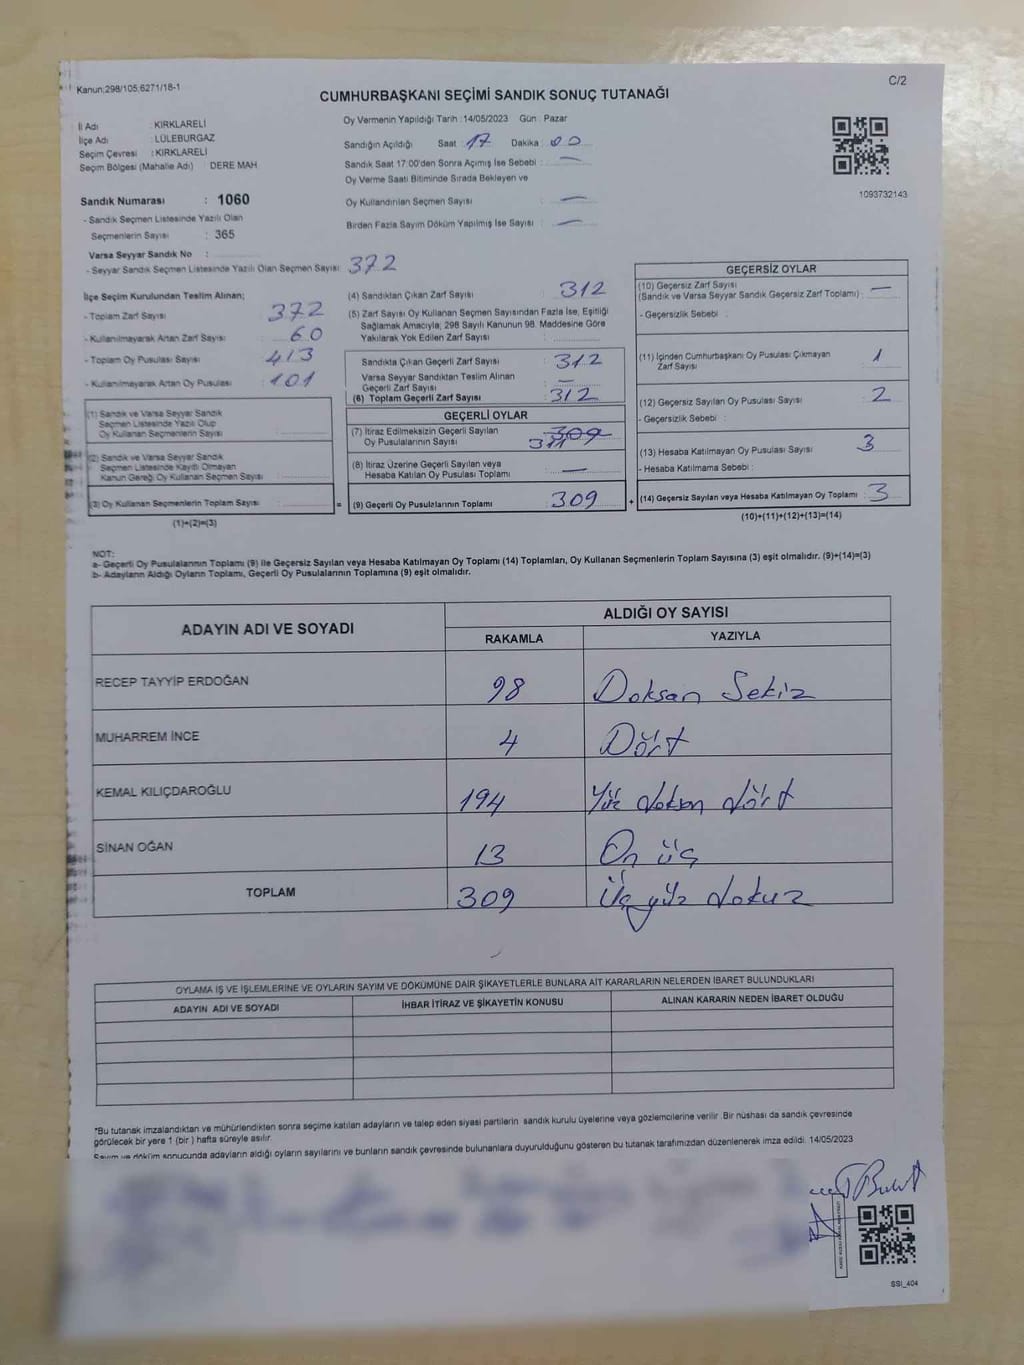 Kanun;298/105;6271/18-1
C/2
CUMHURBAŞKANI SEÇİMİ SANDIK SONUÇ TUTANAĞI
İl Adı : KIRKLARELİ
İlçe Adı : LÜLEBURGAZ
Seçim Çevresi : KIRKLARELİ
Seçim Bölgesi (Mahalle Adı) : DERE MAH.
Sandık Numarası : 1060
- Sandık Seçmen Listesinde Yazılı Olan
Seçmenlerin Sayısı : 365
Varsa Seyyar Sandık No :
- Seyyar Sandık Seçmen Listesinde Yazılı Olan Seçmen Sayısı: 372
Oy Vermenin Yapıldığı Tarih :14/05/2023 Gün : Pazar
Sandığın Açıldığı Saat : 17 Dakika : 00
Sandık Saat 17.00'den Sonra Açımış İse Sebebi : —
Oy Verme Saati Bitiminde Sırada Bekleyen ve
Oy Kullandırılan Seçmen Sayısı : —
Birden Fazla Sayım Döküm Yapılmış İse Sayısı : —
1093732143
İlçe Seçim Kurulundan Teslim Alınan;
- Toplam Zarf Sayısı : 372
- Kullanılmayarak Artan Zarf Sayısı : 60
- Toplam Oy Pusulası Sayısı : 413
- Kullanılmayarak Artan Oy Pusulası : 101
(1) Sandık ve Varsa Seyyar Sandık
Seçmen Listesinde Yazılı Olup
Oy Kullanan Seçmenlerin Sayısı :
(2) Sandık ve Varsa Seyyar Sandık
Seçmen Listesinde Kaydı Olmayan
Kanun Gereği Oy Kullanan Seçmen Sayısı :
(3) Oy Kullanan Seçmenlerin Toplam Sayısı :
(1)+(2)=(3)
(4) Sandıktan Çıkan Zarf Sayısı : 312
(5) Zarf Sayısı Oy Kullanan Seçmen Sayısından Fazla İse, Eşitliği
Sağlamak Amacıyla; 298 Sayılı Kanunun 98. Maddesine Göre
Yakılarak Yok Edilen Zarf Sayısı :
Sandıkta Çıkan Geçerli Zarf Sayısı : 312
Varsa Seyyar Sandıktan Teslim Alınan
Geçerli Zarf Sayısı : —
(6) Toplam Geçerli Zarf Sayısı : 312
GEÇERLİ OYLAR
(7) İtiraz Edilmeksizin Geçerli Sayılan
Oy Pusulalarının Sayısı : 309 311
(8) İtiraz Üzerine Geçerli Sayılan veya
Hesaba Katılan Oy Pusulası Toplamı : —
= (9) Geçerli Oy Pusulalarının Toplamı : 309
GEÇERSİZ OYLAR
(10) Geçersiz Zarf Sayısı : —
(Sandık ve Varsa Seyyar Sandık Geçersiz Zarf Toplamı)
- Geçersizlik Sebebi :
(11) İçinden Cumhurbaşkanı Oy Pusulası Çıkmayan
Zarf Sayısı : 1
(12) Geçersiz Sayılan Oy Pusulası Sayısı : 2
- Geçersizlik Sebebi :
(13) Hesaba Katılmayan Oy Pusulası Sayısı : 3
- Hesaba Katılmama Sebebi :
+ (14) Geçersiz Sayılan veya Hesaba Katılmayan Oy Toplamı : 3
(10)+(11)+(12)+(13)=(14)
NOT:
a- Geçerli Oy Pusulalarının Toplamı (9) ile Geçersiz Sayılan veya Hesaba Katılmayan Oy Toplamı (14) Toplamları, Oy Kullanan Seçmenlerin Toplam Sayısına (3) eşit olmalıdır. (9)+(14)=(3)
b- Adayların Aldığı Oyların Toplamı, Geçerli Oy Pusulalarının Toplamına (9) eşit olmalıdır.
ADAYIN ADI VE SOYADI
ALDIĞI OY SAYISI
RAKAMLA YAZIYLA
RECEP TAYYİP ERDOĞAN 98 Doksan Sekiz
MUHARREM İNCE 4 Dört
KEMAL KILIÇDAROĞLU 194 Yüz doksan dört
SİNAN OĞAN 13 On üç
TOPLAM 309 Üç yüz dokuz
OYLAMA İŞ VE İŞLEMLERİNE VE OYLARIN SAYIM VE DÖKÜMÜNE DAİR ŞİKAYETLERLE BUNLARA AİT KARARLARIN NELERDEN İBARET BULUNDUKLARI
ADAYIN ADI VE SOYADI İHBAR İTİRAZ VE ŞİKAYETİN KONUSU ALINAN KARARIN NEDEN İBARET OLDUĞU
*Bu tutanak imzalandıktan ve mühürlendikten sonra seçime katılan adayların ve talep eden siyasi partilerin sandık kurulu üyelerine veya gözlemcilerine verilir. Bir nüshası da sandık çevresinde
görülecek bir yere 1 (bir ) hafta süreyle asılır.
Sayım ve döküm sonucunda adayların aldığı oyların sayılarını ve bunların sandık çevresinde bulunanlara duyurulduğunu gösteren bu tutanak tarafımızdan düzenlenerek imza edildi. 14/05/2023
SSI_404